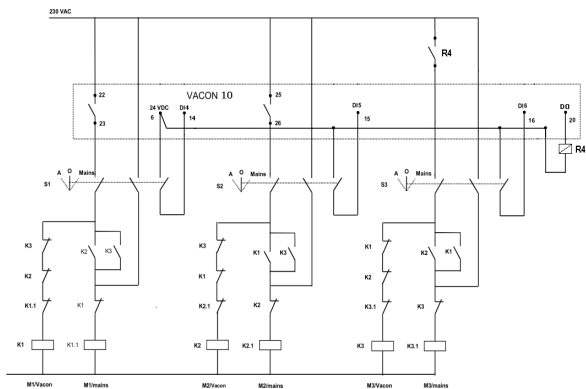 230 VAC
R4
22
VACON 10
25
24 VDC
DI4
DI5
DI6
DO
6
14
15
16
20
23
26
R4
A O Mains
S1
A O Mains
S2
A O Mains
S3
K3
K2
K3
K3
K1
K3
K1
K2
K1
K2
K1
K2
K1.1
K1
K2.1
K2
K3.1
K3
K1
K1.1
K2
K2.1
K3
K3.1
M1/Vacon
M1/mains
M2/Vacon
M2/mains
M3/Vacon
M3/mains